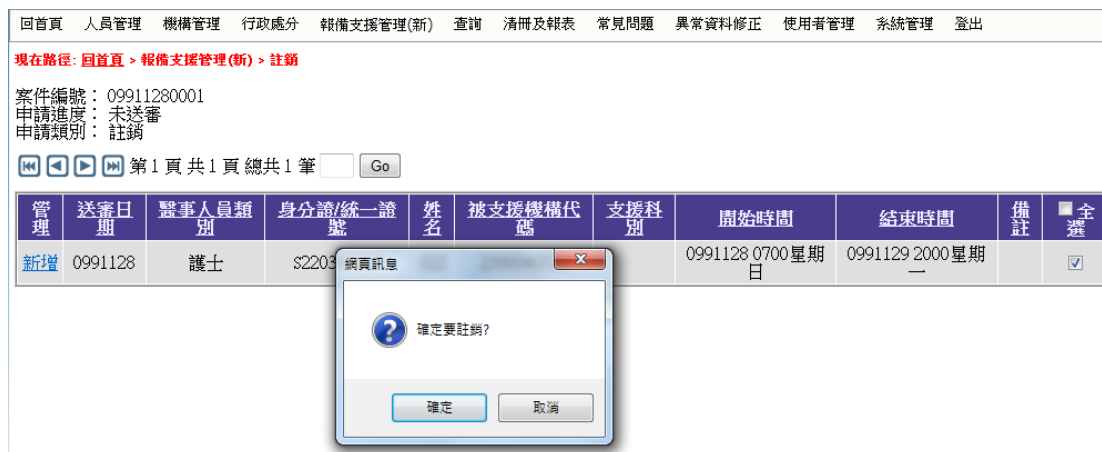 回首頁 人員管理 機構管理 行政處分 報備支援管理(新) 查詢 清冊及報表 常見問題 異常資料修正 使用者管理 系統管理 登出
現在路徑: 回首頁 > 報備支援管理(新) > 註銷
案件編號： 09911280001
申請進度： 未送審
申請類別： 註銷
第 1 頁 共 1 頁 總共 1 筆 Go
管理 送審日期 醫事人員類別 身分證/統一證號 姓名 被支援機構代碼 支援科別 開始時間 結束時間 備註 全選
新增 0991128 護士 S2203 0991128 0700星期日 0991129 2000星期一
網頁訊息
確定要註銷?
確定 取消